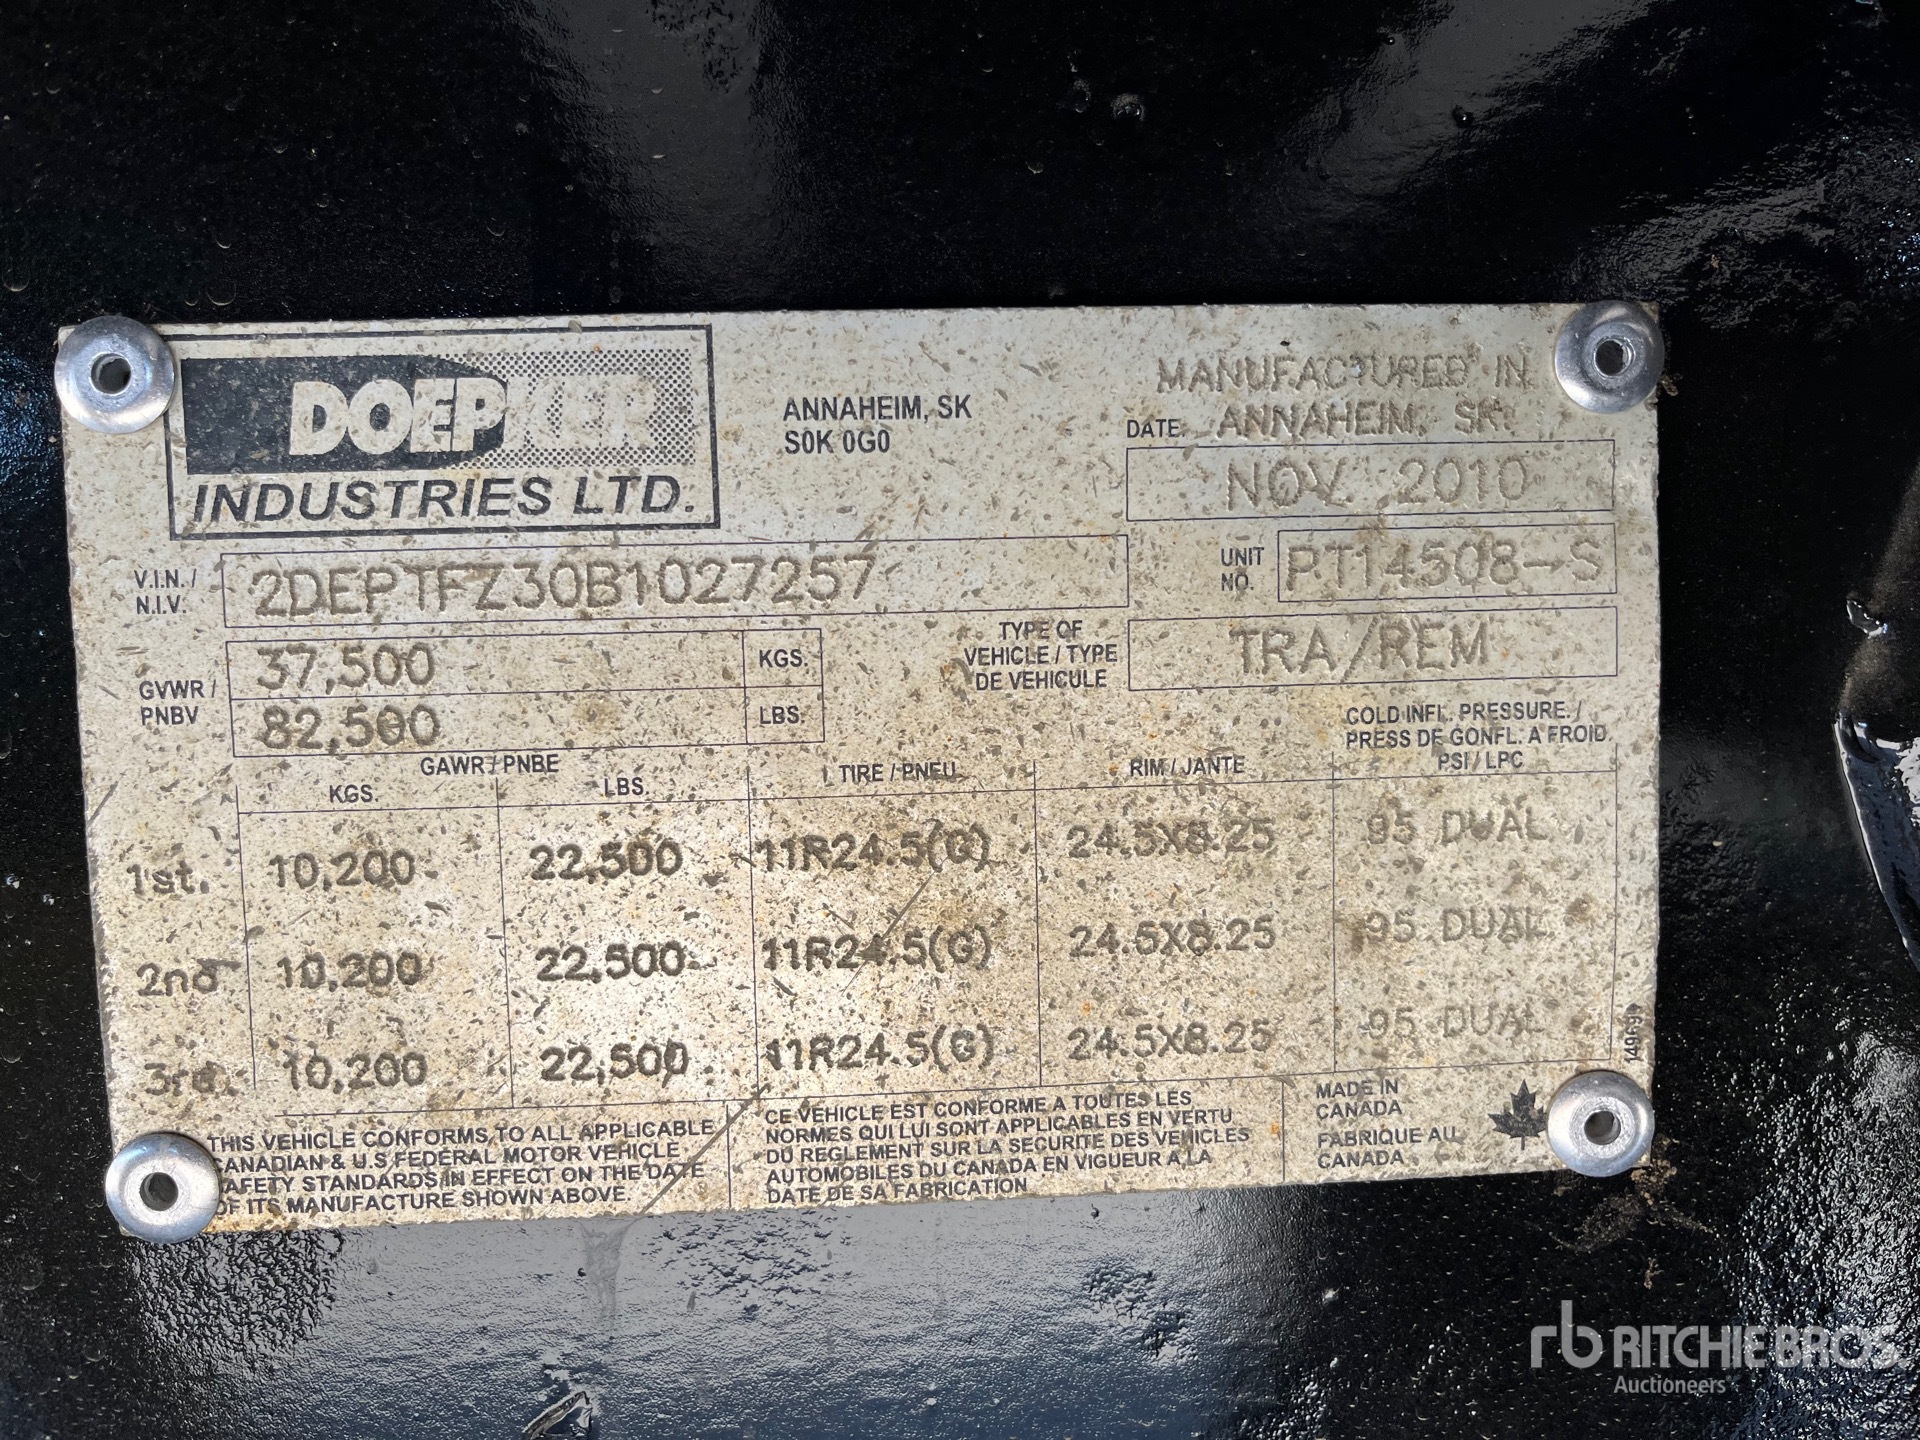 DOEPKER
INDUSTRIES LTD.
ANNAHEIM, SK
S0K 0G0
MANUFACTURED IN
DATE. ANNAHEIM, SK.
NOV. 2010
V.I.N. /
N.I.V.
2DEPTFZ30B1027257
UNIT
NO.
PT14508-S
GVWR /
PNBV
37,500 KGS.
82,500 LBS.
TYPE OF
VEHICLE / TYPE
DE VEHICULE
TRA/REM
COLD INFL. PRESSURE. /
PRESS DE GONFL. A FROID.
PSI / LPC
GAWR / PNBE
KGS. LBS.
TIRE / PNEU
RIM / JANTE
1st. 10,200 22,500 11R24.5(G) 24.5X8.25 95 DUAL
2nd 10,200 22,500 11R24.5(G) 24.5X8.25 95 DUAL
3rd. 10,200 22,500 11R24.5(G) 24.5X8.25 95 DUAL
THIS VEHICLE CONFORMS TO ALL APPLICABLE
CANADIAN & U.S FEDERAL MOTOR VEHICLE
SAFETY STANDARDS IN EFFECT ON THE DATE
OF ITS MANUFACTURE SHOWN ABOVE.
CE VEHICLE EST CONFORME A TOUTES LES
NORMES QUI LUI SONT APPLICABLES EN VERTU
DU REGLEMENT SUR LA SECURITE DES VEHICLES
AUTOMOBILES DU CANADA EN VIGUEUR A LA
DATE DE SA FABRICATION
MADE IN
CANADA
FABRIQUE AU
CANADA
rb RITCHIE BROS.
Auctioneers